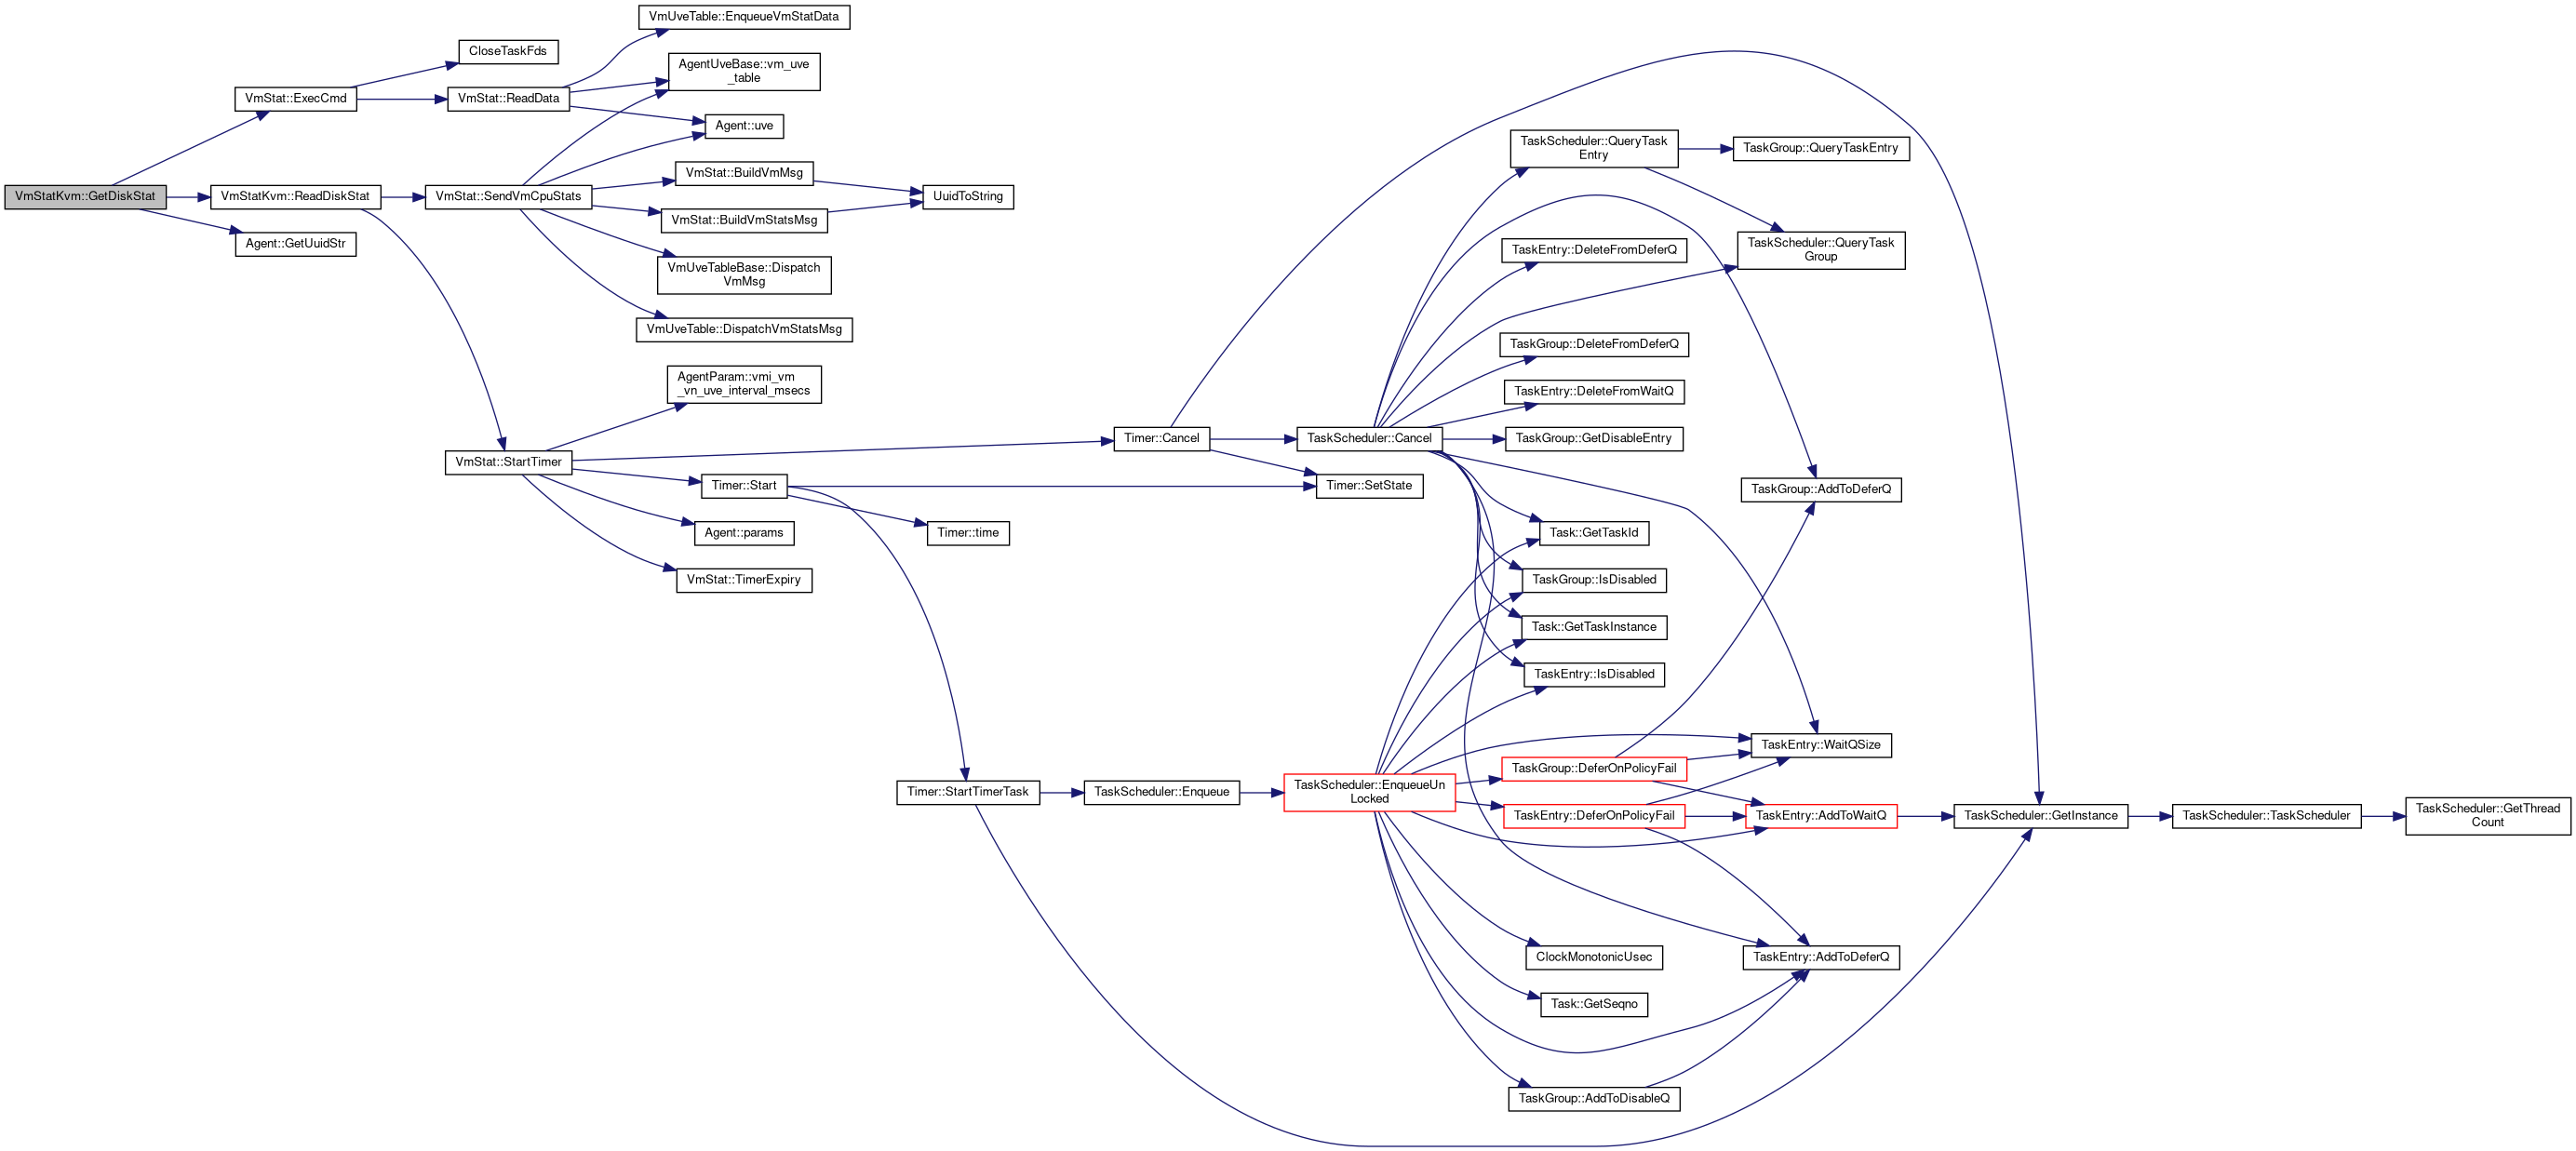 VmStatKvm::GetDiskStat
VmStat::ExecCmd
CloseTaskFds
VmStat::ReadData
VmUveTable::EnqueueVmStatData
AgentUveBase::vm_uve
_table
Agent::uve
VmStatKvm::ReadDiskStat
Agent::GetUuidStr
VmStat::SendVmCpuStats
VmStat::BuildVmMsg
VmStat::BuildVmStatsMsg
UuidToString
VmUveTableBase::Dispatch
VmMsg
VmUveTable::DispatchVmStatsMsg
AgentParam::vmi_vm
_vn_uve_interval_msecs
VmStat::StartTimer
Timer::Start
Agent::params
VmStat::TimerExpiry
Timer::time
Timer::StartTimerTask
Timer::Cancel
TaskScheduler::Cancel
Timer::SetState
TaskScheduler::Enqueue
TaskScheduler::EnqueueUn
Locked
TaskScheduler::QueryTask
Entry
TaskGroup::QueryTaskEntry
TaskScheduler::QueryTask
Group
TaskEntry::DeleteFromDeferQ
TaskGroup::DeleteFromDeferQ
TaskEntry::DeleteFromWaitQ
TaskGroup::GetDisableEntry
TaskGroup::AddToDeferQ
Task::GetTaskId
TaskGroup::IsDisabled
Task::GetTaskInstance
TaskEntry::IsDisabled
TaskEntry::WaitQSize
TaskGroup::DeferOnPolicyFail
TaskEntry::DeferOnPolicyFail
TaskEntry::AddToWaitQ
TaskScheduler::GetInstance
TaskScheduler::TaskScheduler
TaskScheduler::GetThread
Count
ClockMonotonicUsec
TaskEntry::AddToDeferQ
Task::GetSeqno
TaskGroup::AddToDisableQ